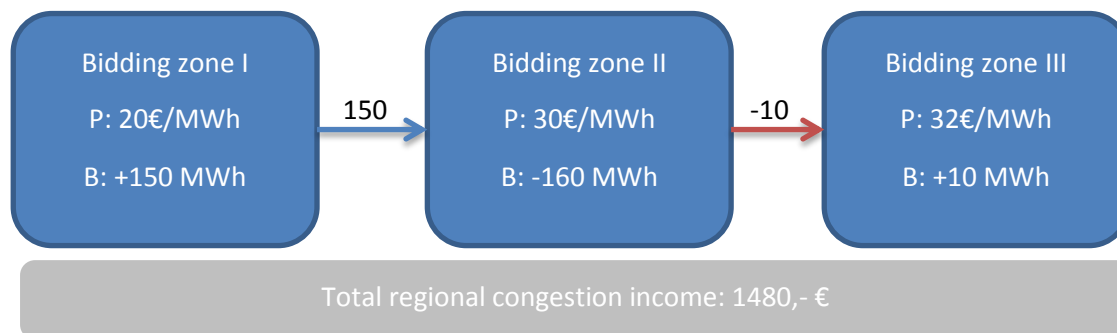 Bidding zone I
P: 20€/MWh
B: +150 MWh
150
Bidding zone II
P: 30€/MWh
B: -160 MWh
-10
Bidding zone III
P: 32€/MWh
B: +10 MWh
Total regional congestion income: 1480,- €